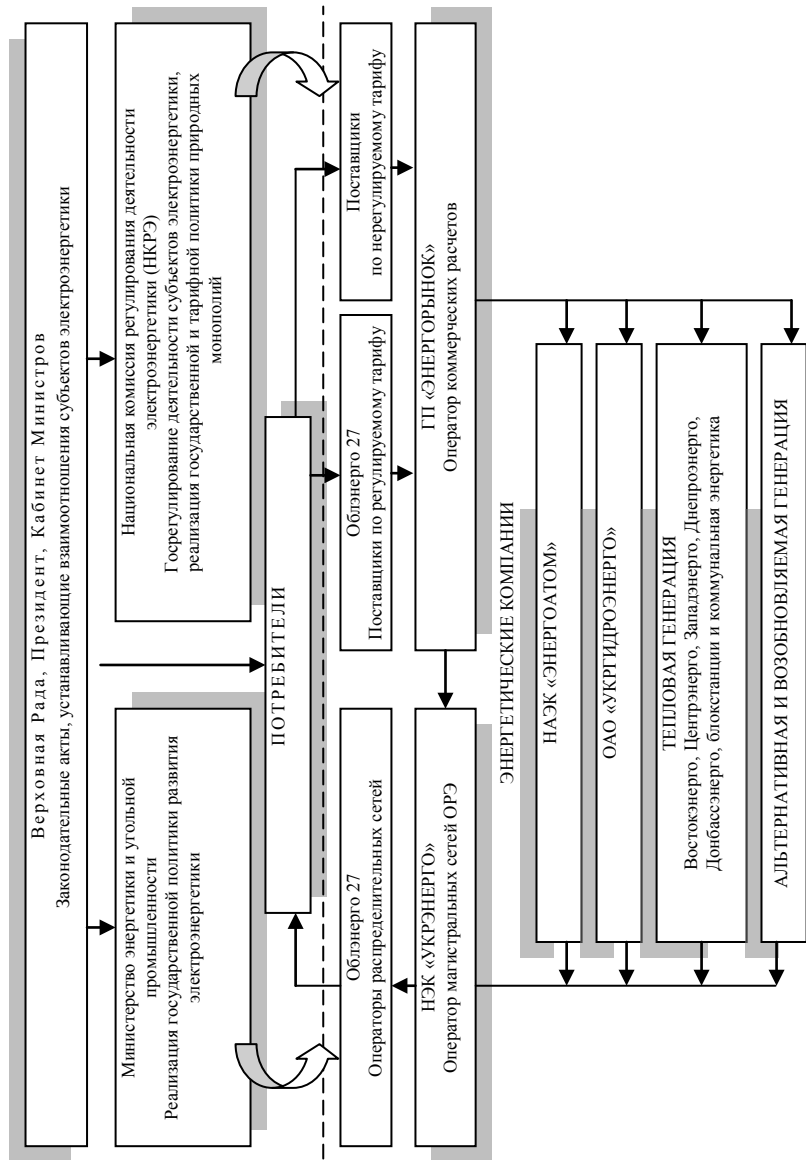 Верховная Рада, Президент, Кабинет Министров
Законодательные акты, устанавливающие взаимоотношения субъектов электроэнергетики
Министерство энергетики и угольной
промышленности
Реализация государственной политики развития
электроэнергетики
Национальная комиссия регулирования деятельности
электроэнергетики (НКРЭ)
Госрегулирование деятельности субъектов электроэнергетики,
реализация государственной и тарифной политики природных
монополий
ПОТРЕБИТЕЛИ
Облэнерго 27
Операторы распределительных сетей
Облэнерго 27
Поставщики по регулируемому тарифу
Поставщики
по нерегулируемому тарифу
НЭК «УКРЭНЕРГО»
Оператор магистральных сетей ОРЭ
ГП «ЭНЕРГОРЫНОК»
Оператор коммерческих расчетов
ЭНЕРГЕТИЧЕСКИЕ КОМПАНИИ
НАЭК «ЭНЕРГОАТОМ»
ОАО «УКРГИДРОЭНЕРГО»
ТЕПЛОВАЯ ГЕНЕРАЦИЯ
Востокэнерго, Центрэнерго, Западэнерго, Днепроэнерго,
Донбассэнерго, блокстанции и коммунальная энергетика
АЛЬТЕРНАТИВНАЯ И ВОЗОБНОВЛЯЕМАЯ ГЕНЕРАЦИЯ